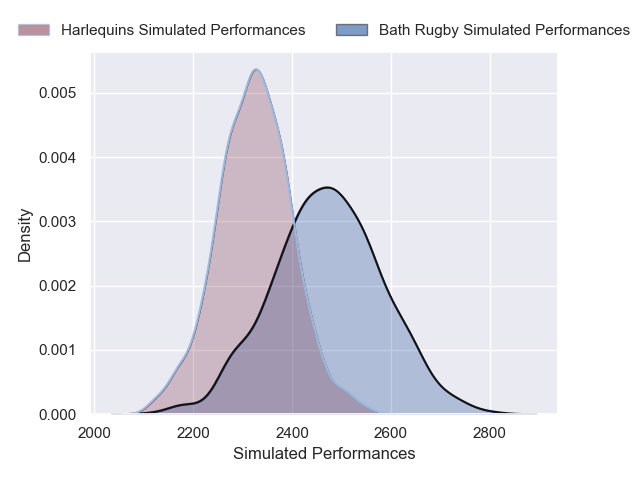 Harlequins Simulated Performances
Bath Rugby Simulated Performances
0.005
0.004
0.003
0.002
0.001
0.000
Density
2000 2200 2400 2600 2800
Simulated Performances